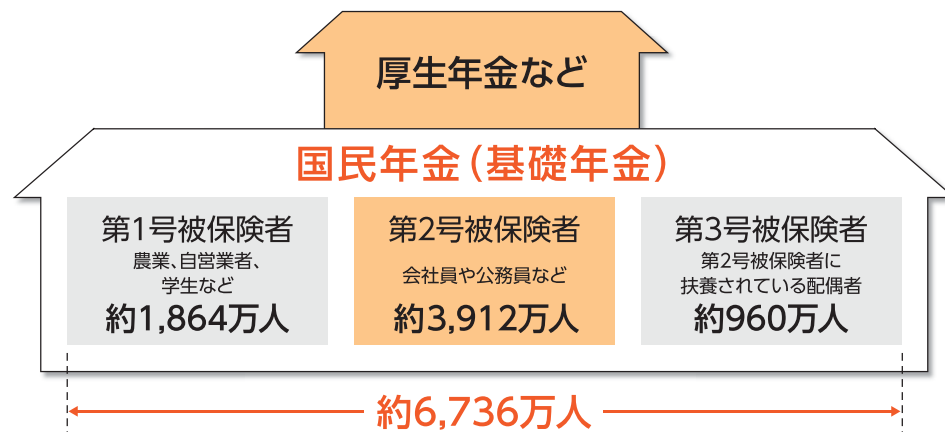 厚生年金など
国民年金(基礎年金)
第1号被保険者
農業、自営業者、
学生など
約1,864万人
第2号被保険者
会社員や公務員など
約3,912万人
第3号被保険者
第2号被保険者に
扶養されている配偶者
約960万人
約6,736万人